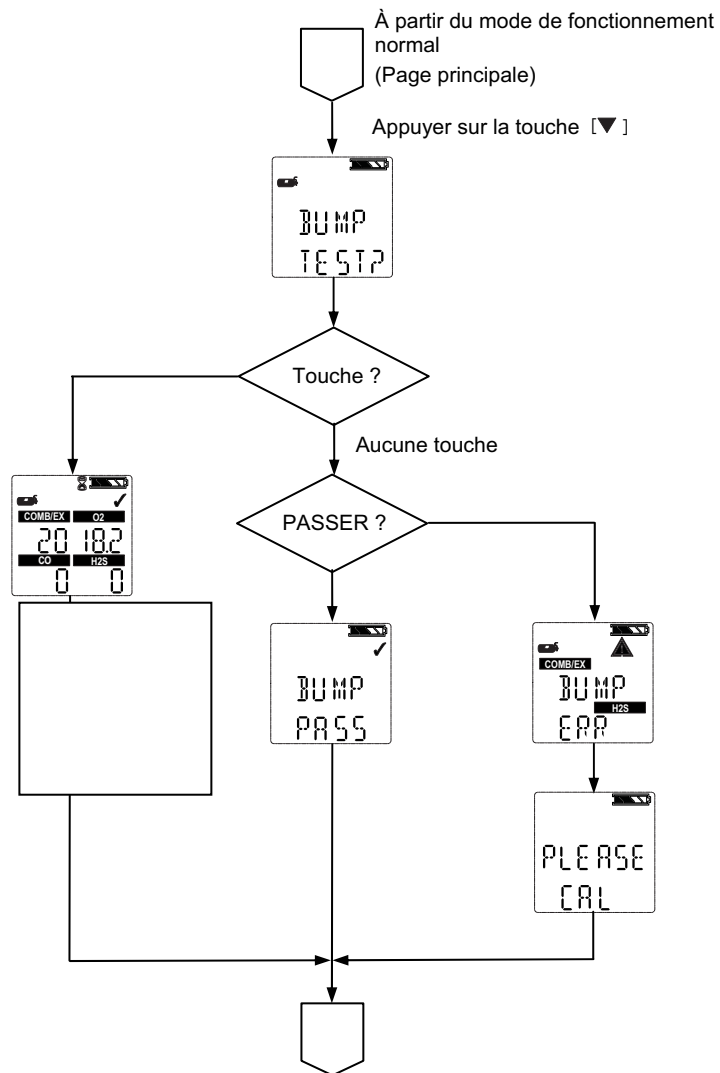 À partir du mode de fonctionnement
normal
(Page principale)
Appuyer sur la touche [▼]
BUMP
TEST?
Touche ?
Aucune touche
COMB/EX O2
20 18.2
CO H2S
0 0
PASSER ?
BUMP
PASS
COMB/EX
BUMP
H2S
ERR
PLEASE
CAL